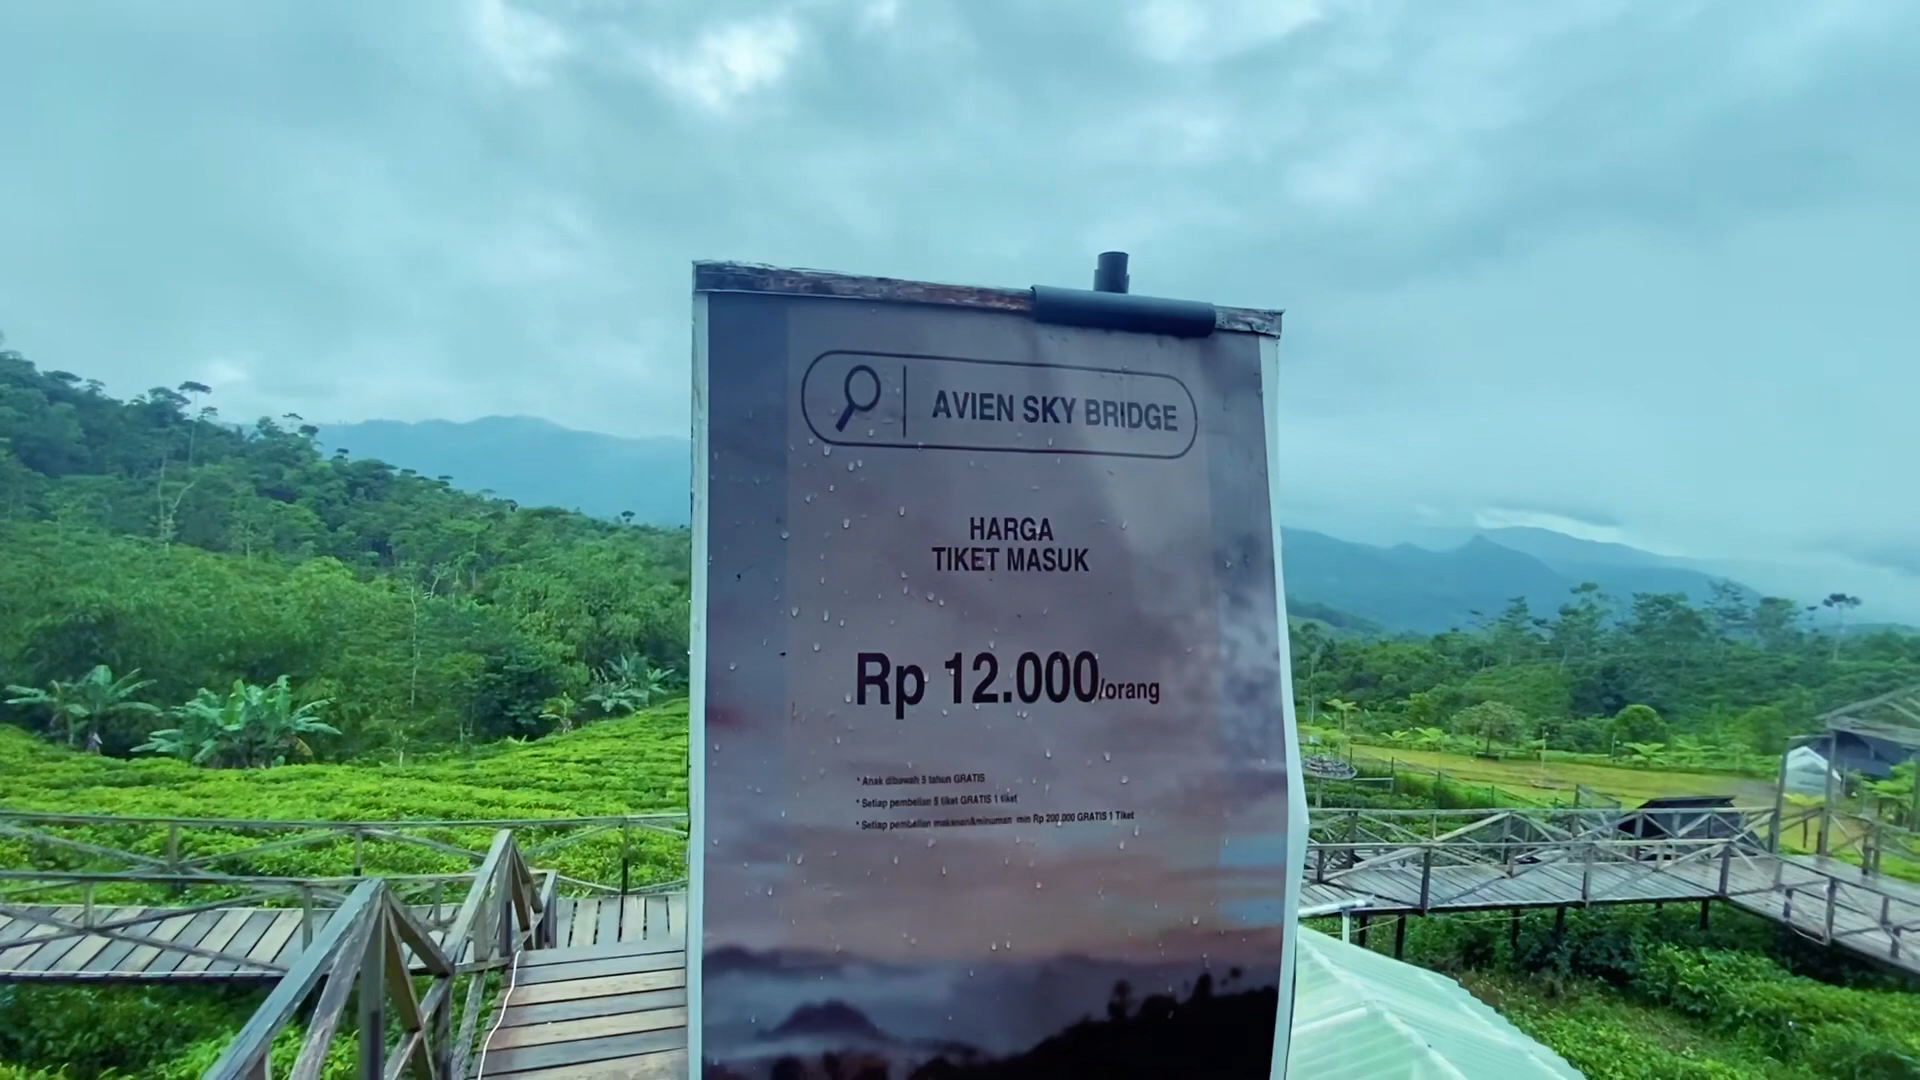 AVIEN SKY BRIDGE
HARGA
TIKET MASUK
Rp 12.000/orang
* Anak dibawah 5 tahun GRATIS
* Setiap pembelian 5 tiket GRATIS 1 tiket
* Setiap pembelian makanan&minuman min Rp 200.000 GRATIS 1 Tiket